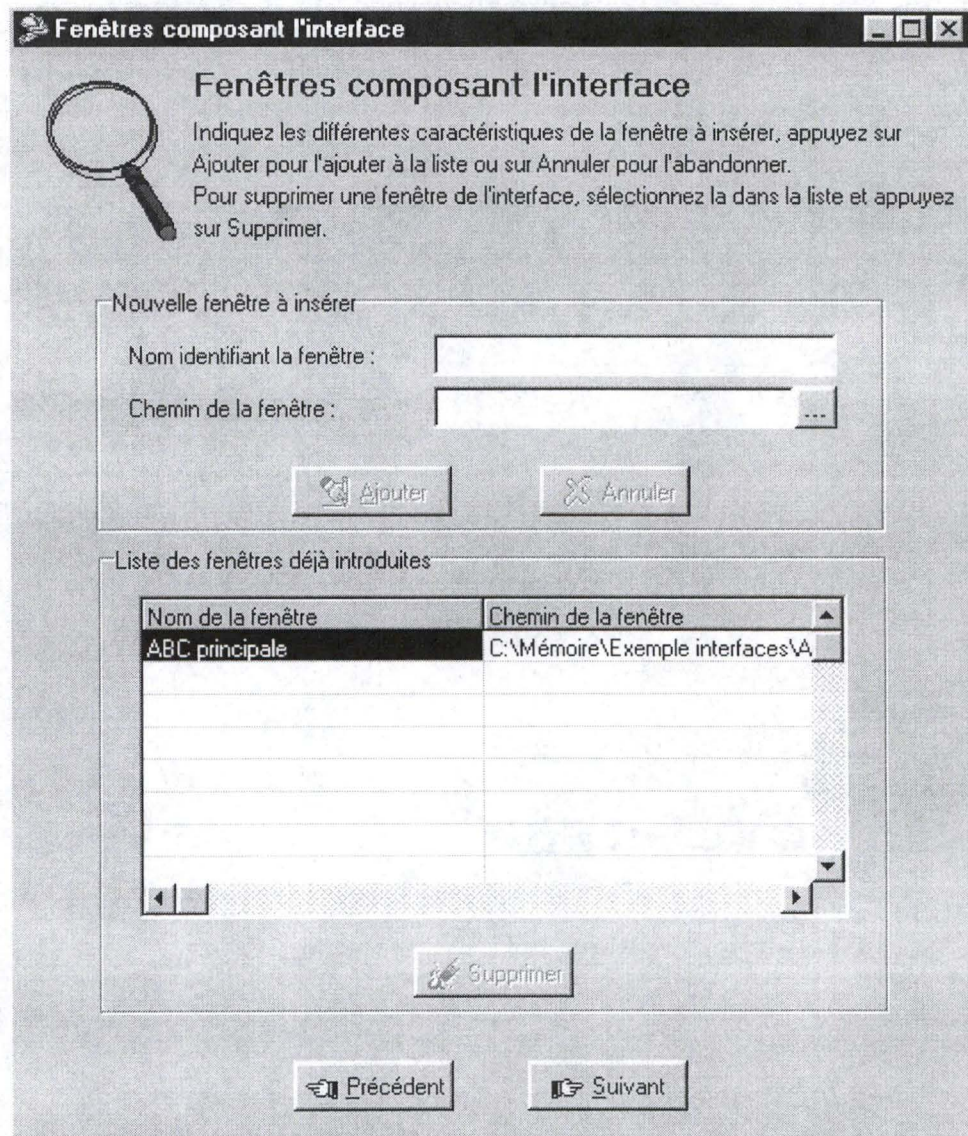 Fenêtres composant l'interface
Fenêtres composant l'interface
Indiquez les différentes caractéristiques de la fenêtre à insérer, appuyez sur
Ajouter pour l'ajouter à la liste ou sur Annuler pour l'abandonner.
Pour supprimer une fenêtre de l'interface, sélectionnez la dans la liste et appuyez
sur Supprimer.
Nouvelle fenêtre à insérer
Nom identifiant la fenêtre :
Chemin de la fenêtre :
...
Ajouter
Annuler
Liste des fenêtres déjà introduites
Nom de la fenêtre
Chemin de la fenêtre
ABC principale
C:\Mémoire\Exemple interfaces\A
Supprimer
Précédent
Suivant